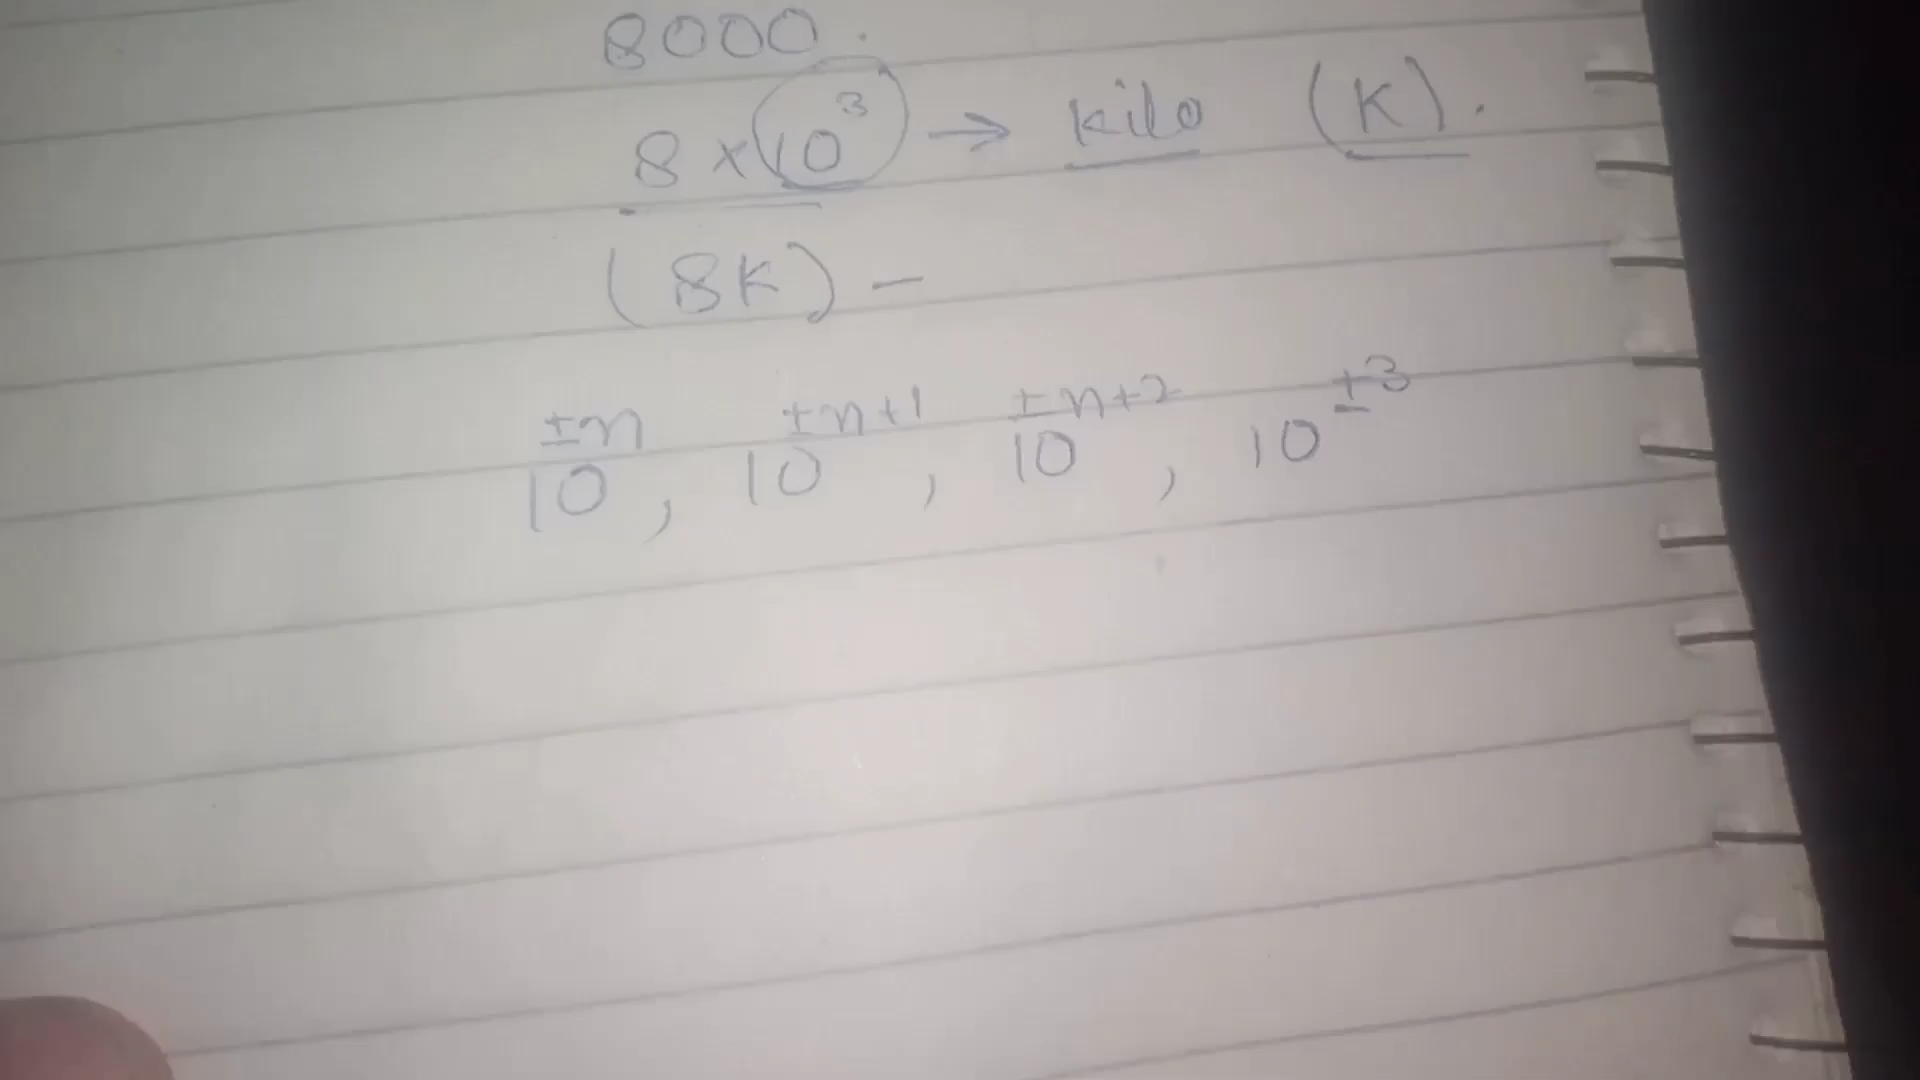 8000.
8 × 10³ → kilo (K).
(8K) –
10^±n, 10^±n+1, 10^±n+2, 10^±3